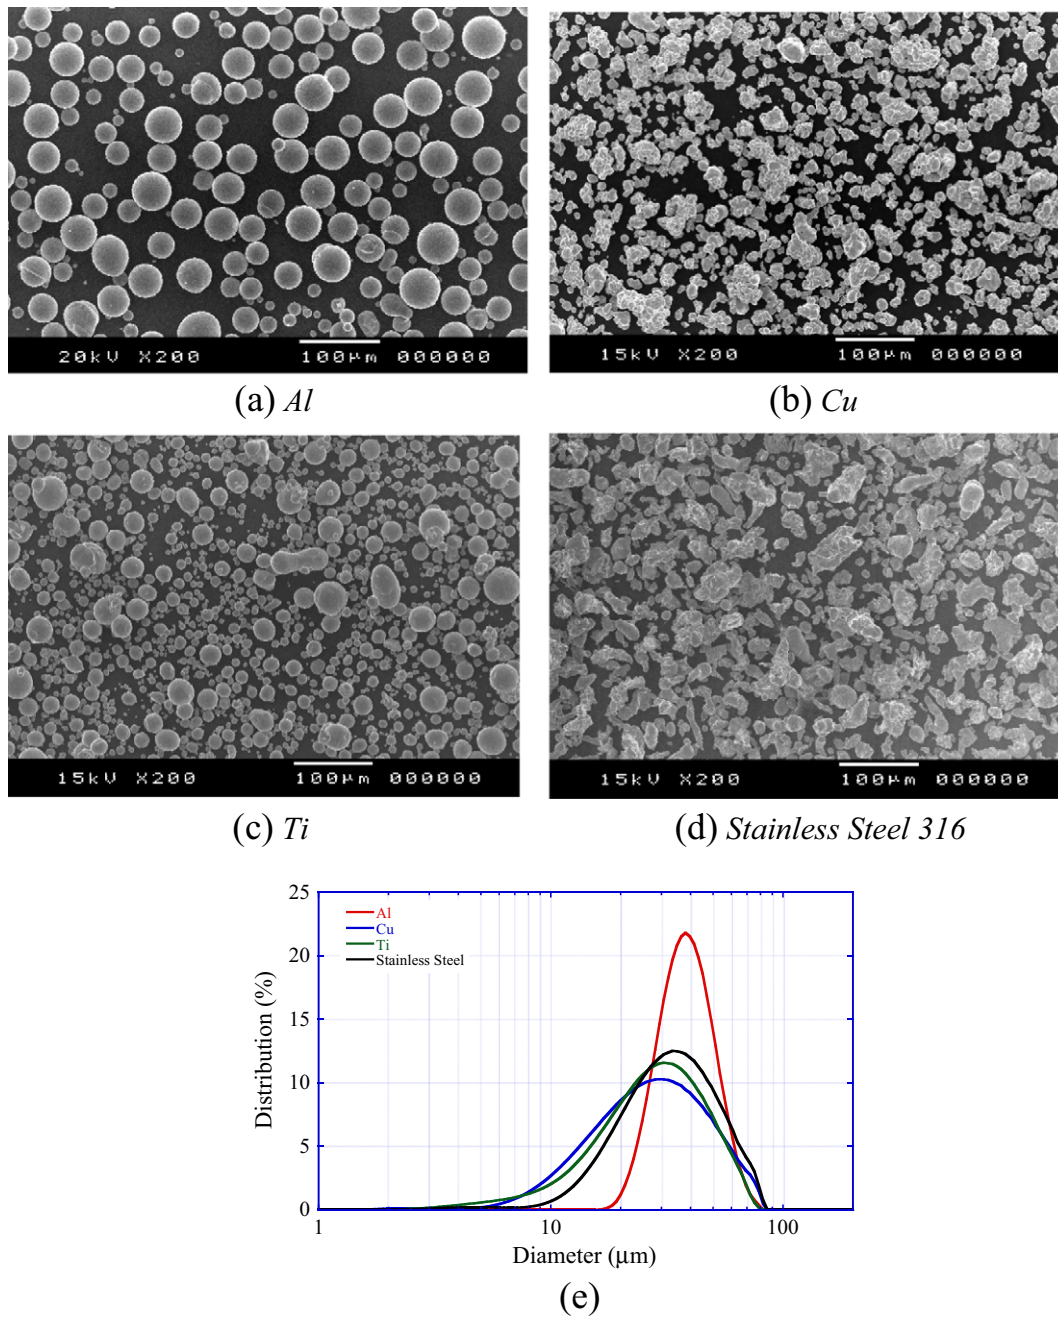 20kV X200 100μm 000000
15kV X200 100μm 000000
(a) Al
(b) Cu
15kV X200 100μm 000000
15kV X200 100μm 000000
(c) Ti
(d) Stainless Steel 316
25
20
15
10
5
0
Distribution (%)
Al
Cu
Ti
Stainless Steel
1 10 100
Diameter (μm)
(e)